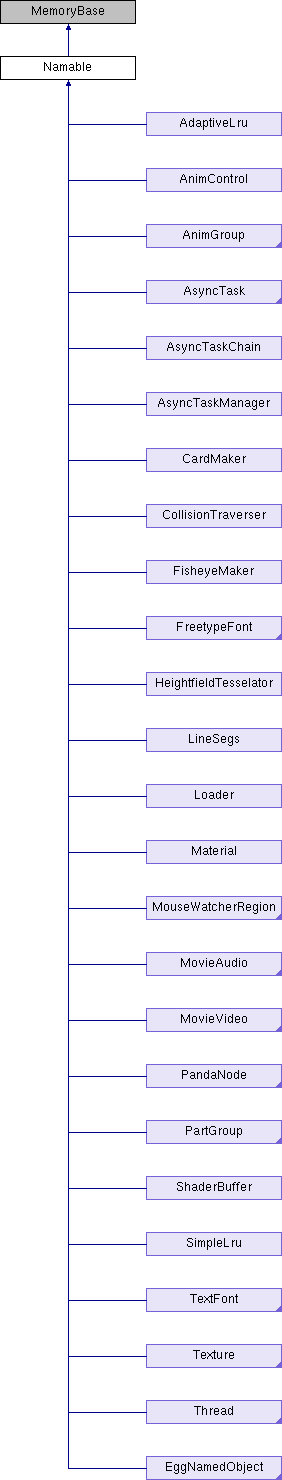 MemoryBase
Namable
AdaptiveLru
AnimControl
AnimGroup
AsyncTask
AsyncTaskChain
AsyncTaskManager
CardMaker
CollisionTraverser
FisheyeMaker
FreetypeFont
HeightfieldTesselator
LineSegs
Loader
Material
MouseWatcherRegion
MovieAudio
MovieVideo
PandaNode
PartGroup
ShaderBuffer
SimpleLru
TextFont
Texture
Thread
EggNamedObject